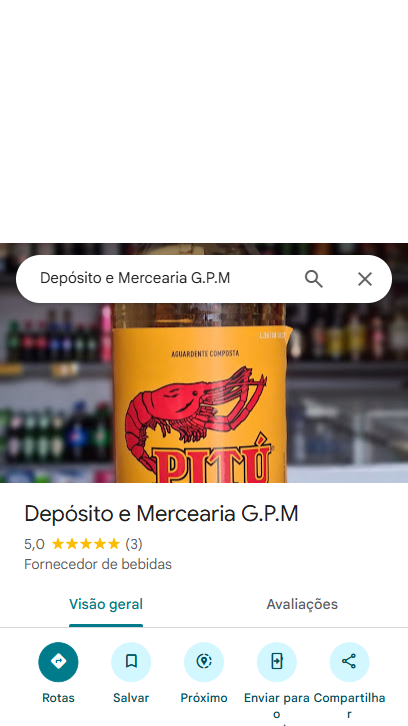 Depósito e Mercearia G.P.M
AGUARDENTE COMPOSTA
PITÚ
Depósito e Mercearia G.P.M
5,0 ★★★★★ (3)
Fornecedor de bebidas
Visão geral
Avaliações
Rotas
Salvar
Próximo
Enviar para
o
Compartilha
r